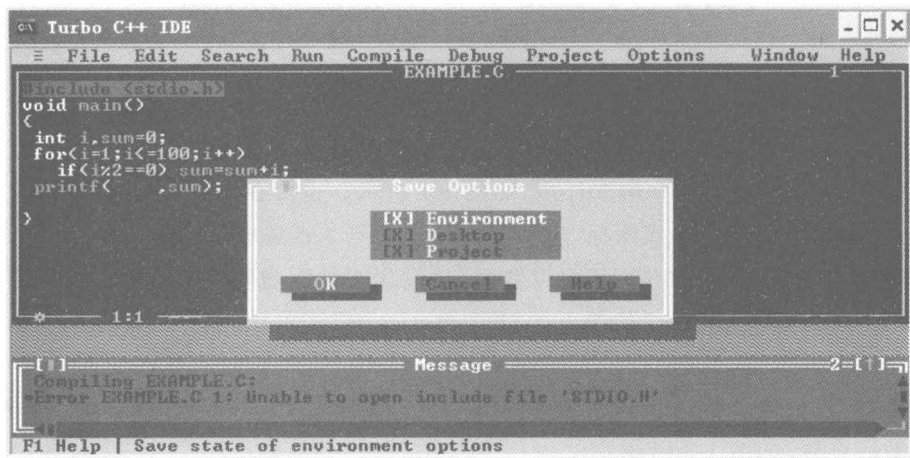 Turbo C++ IDE
≡ File Edit Search Run Compile Debug Project Options Window Help
EXAMPLE.C 1
#include <stdio.h>
void main()
{
int i,sum=0;
for(i=1;i<=100;i++)
if(i%2==0) sum=sum+i;
printf( ,sum);
}
Save Options
[X] Environment
[X] Desktop
[X] Project
OK Cancel Help
1:1
Message 2=[↑]
Compiling EXAMPLE.C:
Error EXAMPLE.C 1: Unable to open include file 'STDIO.H'
F1 Help | Save state of environment options